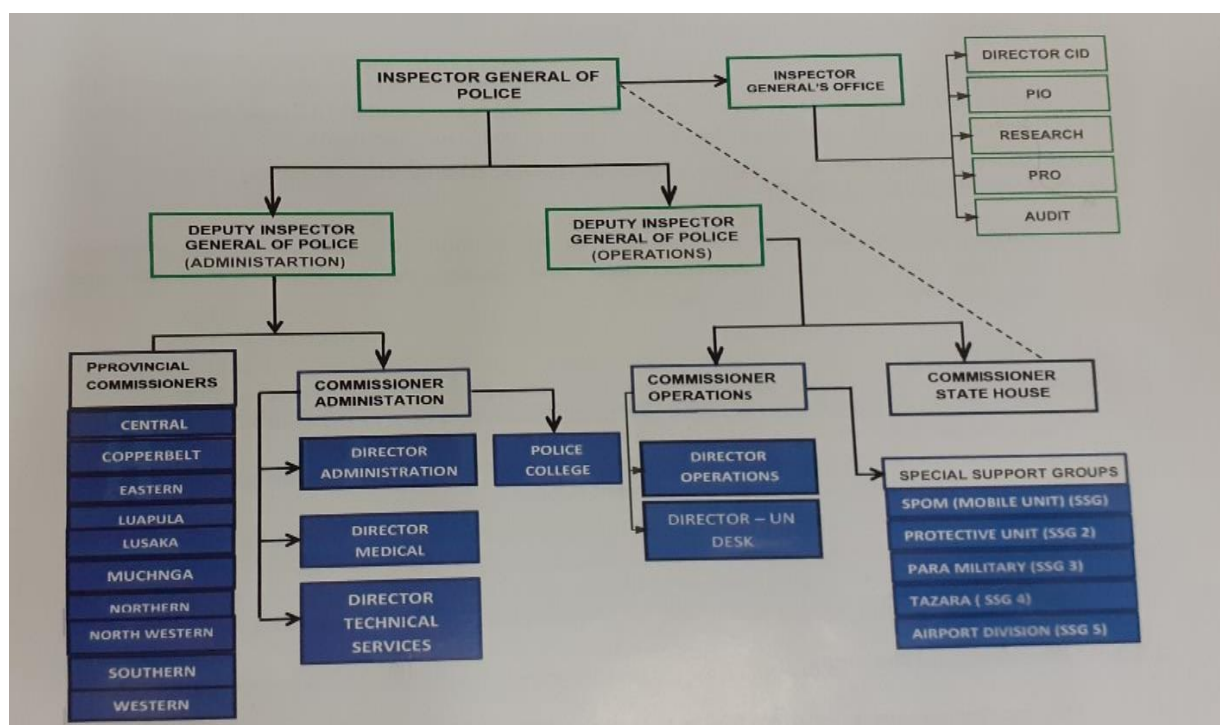 INSPECTOR GENERAL OF
POLICE
INSPECTOR
GENERAL'S OFFICE
DIRECTOR CID
PIO
RESEARCH
PRO
AUDIT
DEPUTY INSPECTOR
GENERAL OF POLICE
(ADMINISTARTION)
DEPUTY INSPECTOR
GENERAL OF POLICE
(OPERATIONS)
PPROVINCIAL
COMMISSIONERS
CENTRAL
COPPERBELT
EASTERN
LUAPULA
LUSAKA
MUCHNGA
NORTHERN
NORTH WESTERN
SOUTHERN
WESTERN
COMMISSIONER
ADMINISTATION
DIRECTOR
ADMINISTRATION
DIRECTOR
MEDICAL
DIRECTOR
TECHNICAL
SERVICES
POLICE
COLLEGE
COMMISSIONER
OPERATIONS
DIRECTOR
OPERATIONS
DIRECTOR – UN
DESK
COMMISSIONER
STATE HOUSE
SPECIAL SUPPORT GROUPS
SPOM (MOBILE UNIT) (SSG)
PROTECTIVE UNIT (SSG 2)
PARA MILITARY (SSG 3)
TAZARA ( SSG 4)
AIRPORT DIVISION (SSG 5)